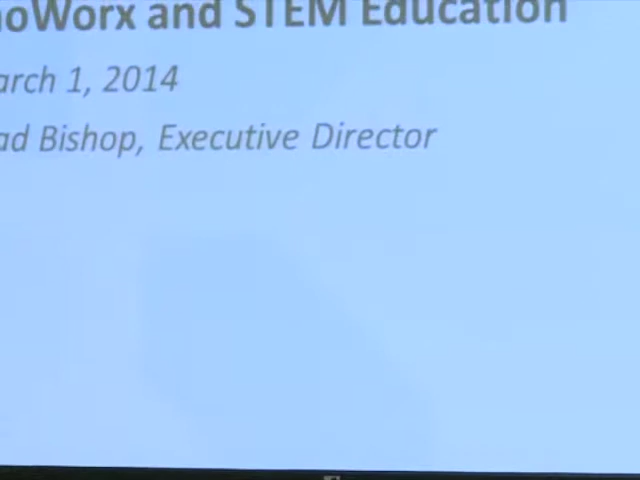 oWorx and STEM Education
arch 1, 2014
ad Bishop, Executive Director